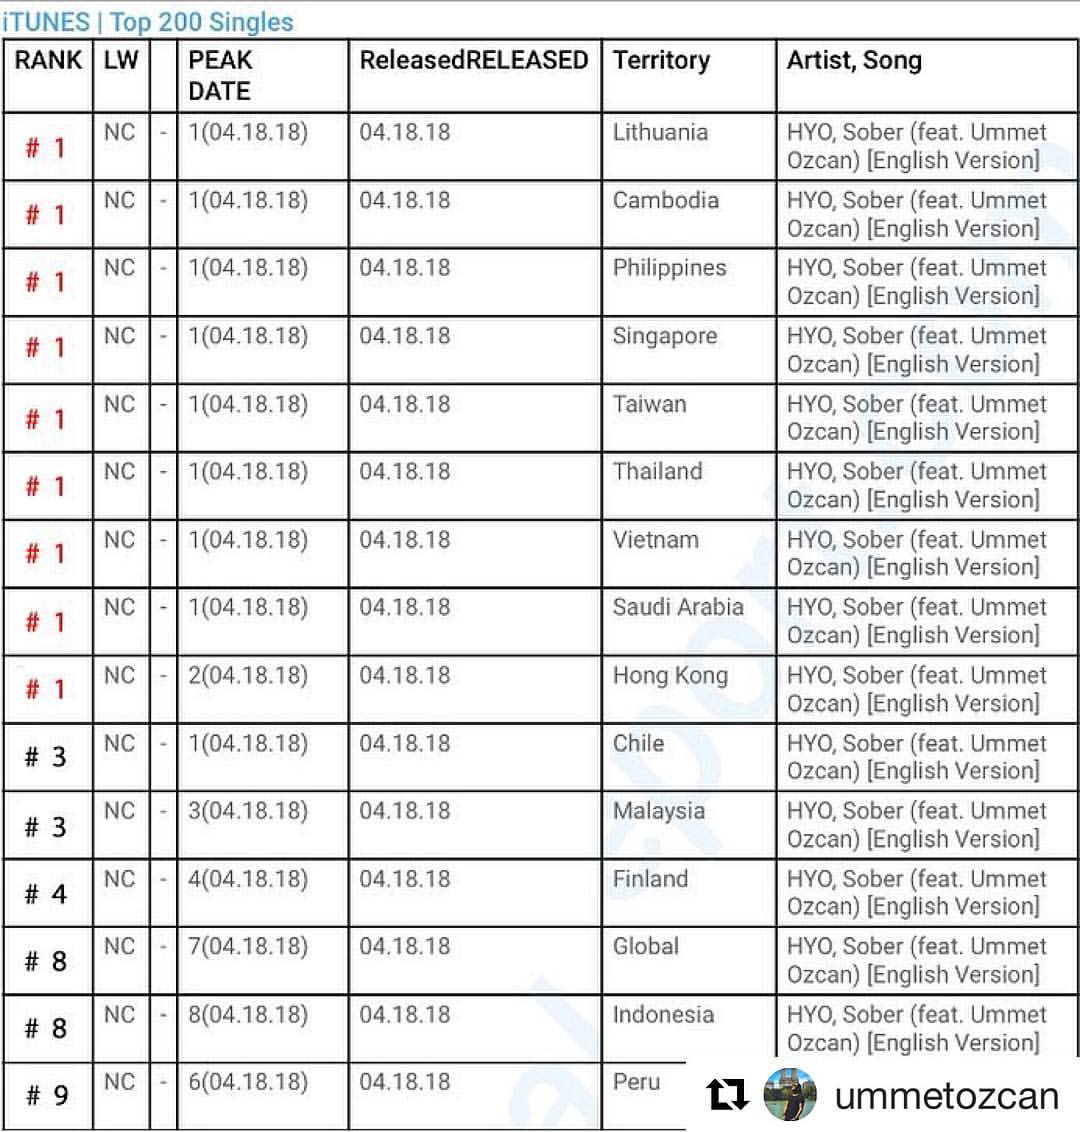 iTUNES | Top 200 Singles
RANK LW PEAK DATE ReleasedRELEASED Territory Artist, Song
# 1 NC - 1(04.18.18) 04.18.18 Lithuania HYO, Sober (feat. Ummet Ozcan) [English Version]
# 1 NC - 1(04.18.18) 04.18.18 Cambodia HYO, Sober (feat. Ummet Ozcan) [English Version]
# 1 NC - 1(04.18.18) 04.18.18 Philippines HYO, Sober (feat. Ummet Ozcan) [English Version]
# 1 NC - 1(04.18.18) 04.18.18 Singapore HYO, Sober (feat. Ummet Ozcan) [English Version]
# 1 NC - 1(04.18.18) 04.18.18 Taiwan HYO, Sober (feat. Ummet Ozcan) [English Version]
# 1 NC - 1(04.18.18) 04.18.18 Thailand HYO, Sober (feat. Ummet Ozcan) [English Version]
# 1 NC - 1(04.18.18) 04.18.18 Vietnam HYO, Sober (feat. Ummet Ozcan) [English Version]
# 1 NC - 1(04.18.18) 04.18.18 Saudi Arabia HYO, Sober (feat. Ummet Ozcan) [English Version]
# 1 NC - 2(04.18.18) 04.18.18 Hong Kong HYO, Sober (feat. Ummet Ozcan) [English Version]
# 3 NC - 1(04.18.18) 04.18.18 Chile HYO, Sober (feat. Ummet Ozcan) [English Version]
# 3 NC - 3(04.18.18) 04.18.18 Malaysia HYO, Sober (feat. Ummet Ozcan) [English Version]
# 4 NC - 4(04.18.18) 04.18.18 Finland HYO, Sober (feat. Ummet Ozcan) [English Version]
# 8 NC - 7(04.18.18) 04.18.18 Global HYO, Sober (feat. Ummet Ozcan) [English Version]
# 8 NC - 8(04.18.18) 04.18.18 Indonesia HYO, Sober (feat. Ummet Ozcan) [English Version]
# 9 NC - 6(04.18.18) 04.18.18 Peru
ummetozcan